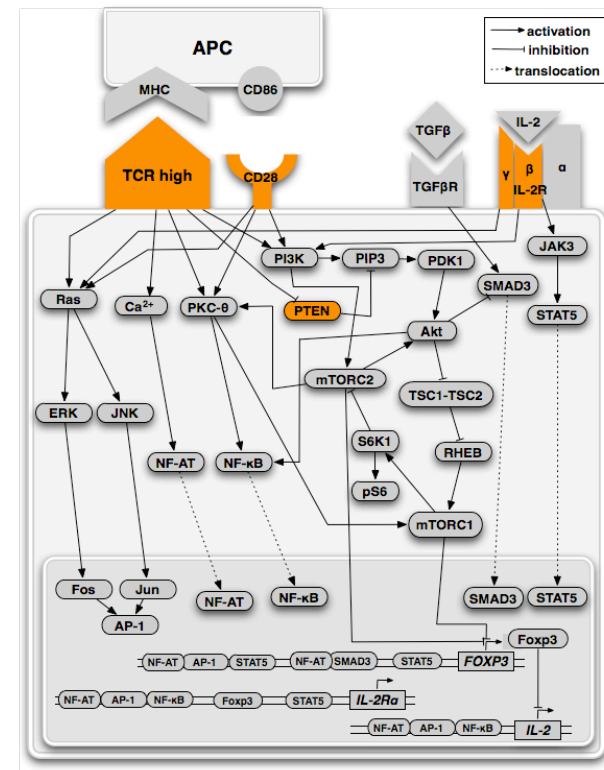 APC
activation
inhibition
translocation
MHC
CD86
TCR high
CD28
TGFβ
TGFβR
IL-2
γ
β
α
IL-2R
PI3K
PIP3
PDK1
JAK3
SMAD3
STAT5
Ras
Ca2+
PKC-θ
PTEN
Akt
mTORC2
TSC1-TSC2
ERK
JNK
NF-AT
NF-κB
S6K1
RHEB
pS6
mTORC1
Fos
Jun
NF-AT
NF-κB
SMAD3
STAT5
AP-1
Foxp3
NF-AT AP-1 STAT5 NF-AT SMAD3 STAT5 FOXP3
NF-AT AP-1 NF-κB Foxp3 STAT5 IL-2Rα
NF-AT AP-1 NF-κB IL-2